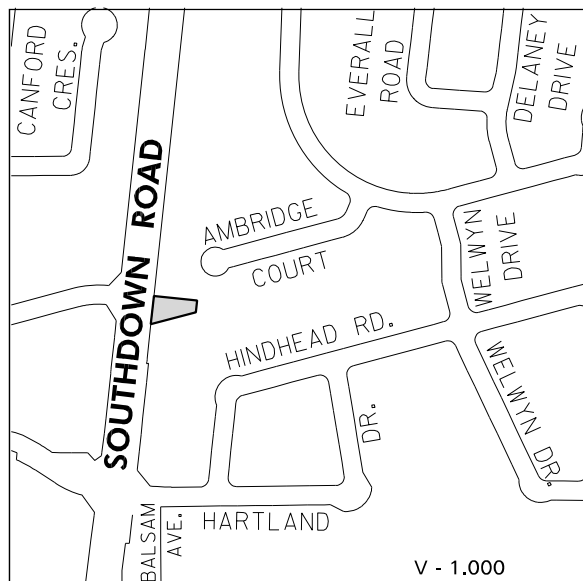 CANFORD
CRES.
EVERALL
ROAD
DELANEY
DRIVE
SOUTHDOWN ROAD
AMBRIDGE
COURT
WELWYN
DRIVE
HINDHEAD RD.
WELWYN DR.
DR.
HARTLAND
BALSAM
AVE.
V - 1.000